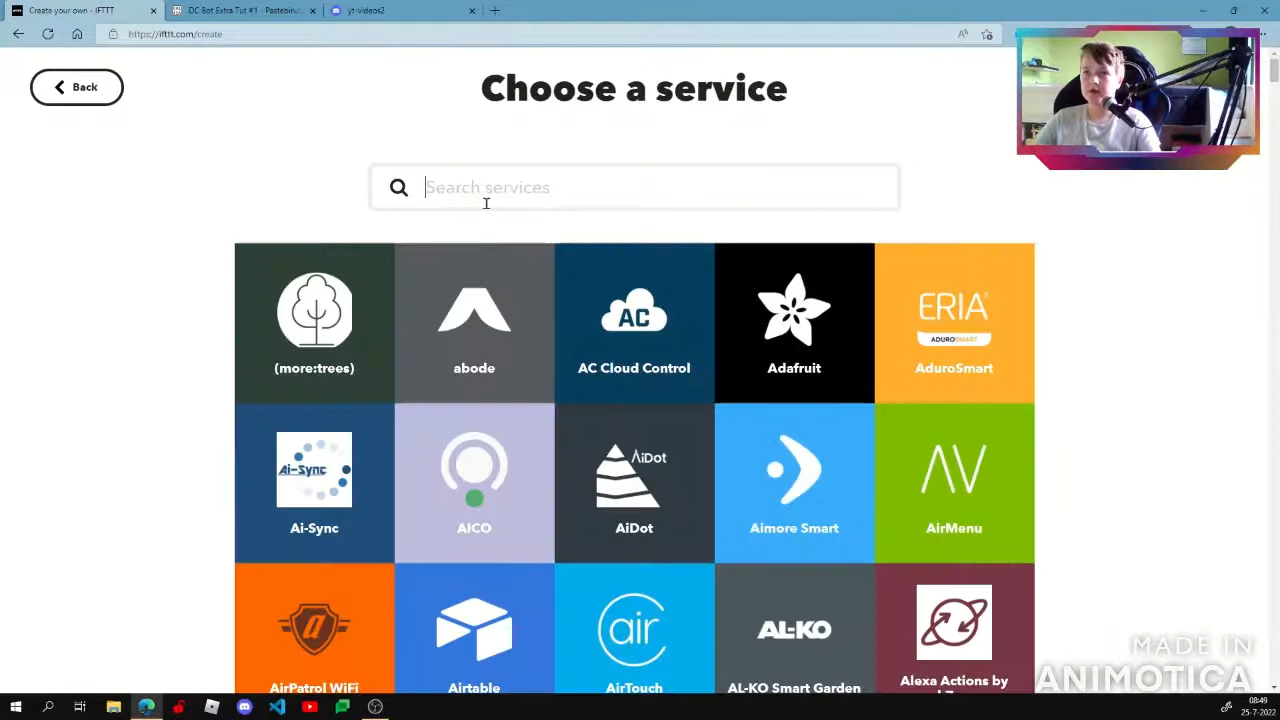 Create your own - IFTTT
DC-Bot Extra Tut #1 - Pastebin.c
yt-videos2
https://ifttt.com/create
Back
Choose a service
Search services
(more:trees)
abode
AC
AC Cloud Control
Adafruit
ERIA
ADUROSMART
AduroSmart
Ai-Sync
Ai-Sync
AICO
AiDot
AiDot
Aimore Smart
AV
AirMenu
a
AirPatrol WiFi
Airtable
air
AirTouch
AL-KO
AL-KO Smart Garden
Alexa Actions by
MADE IN
ANIMOTICA
08:49
25-7-2022